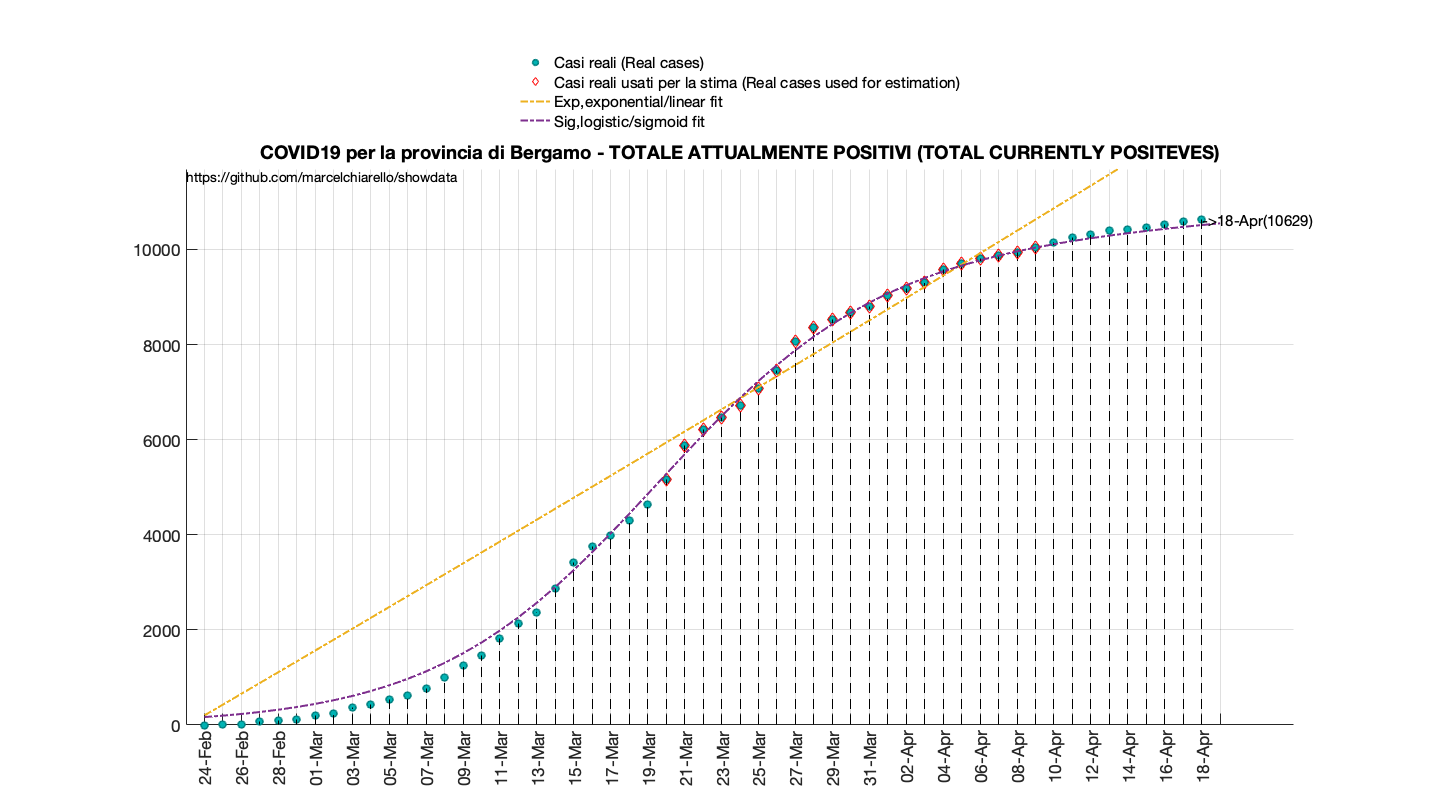 Casi reali (Real cases)
Casi reali usati per la stima (Real cases used for estimation)
Exp,exponential/linear fit
Sig,logistic/sigmoid fit
COVID19 per la provincia di Bergamo - TOTALE ATTUALMENTE POSITIVI (TOTAL CURRENTLY POSITEVES)
https://github.com/marcelchiarello/showdata
->18-Apr(10629)
10000
8000
6000
4000
2000
0
24-Feb
26-Feb
28-Feb
01-Mar
03-Mar
05-Mar
07-Mar
09-Mar
11-Mar
13-Mar
15-Mar
17-Mar
19-Mar
21-Mar
23-Mar
25-Mar
27-Mar
29-Mar
31-Mar
02-Apr
04-Apr
06-Apr
08-Apr
10-Apr
12-Apr
14-Apr
16-Apr
18-Apr